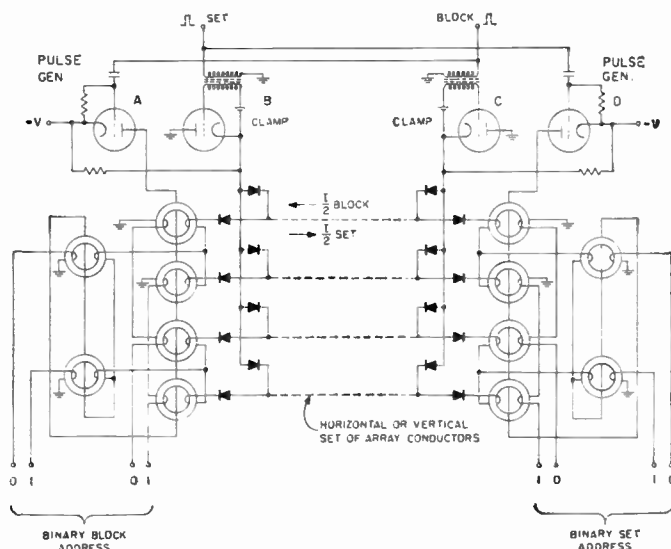 SET
BLOCK
PULSE
GEN.
PULSE
GEN.
A
B
C
D
-V
-V
CLAMP
CLAMP
I/2 BLOCK
I/2 SET
HORIZONTAL OR VERTICAL
SET OF ARRAY CONDUCTORS
0 1 0 1
1 0 1 0
BINARY BLOCK
ADDRESS
BINARY SET
ADDRESS